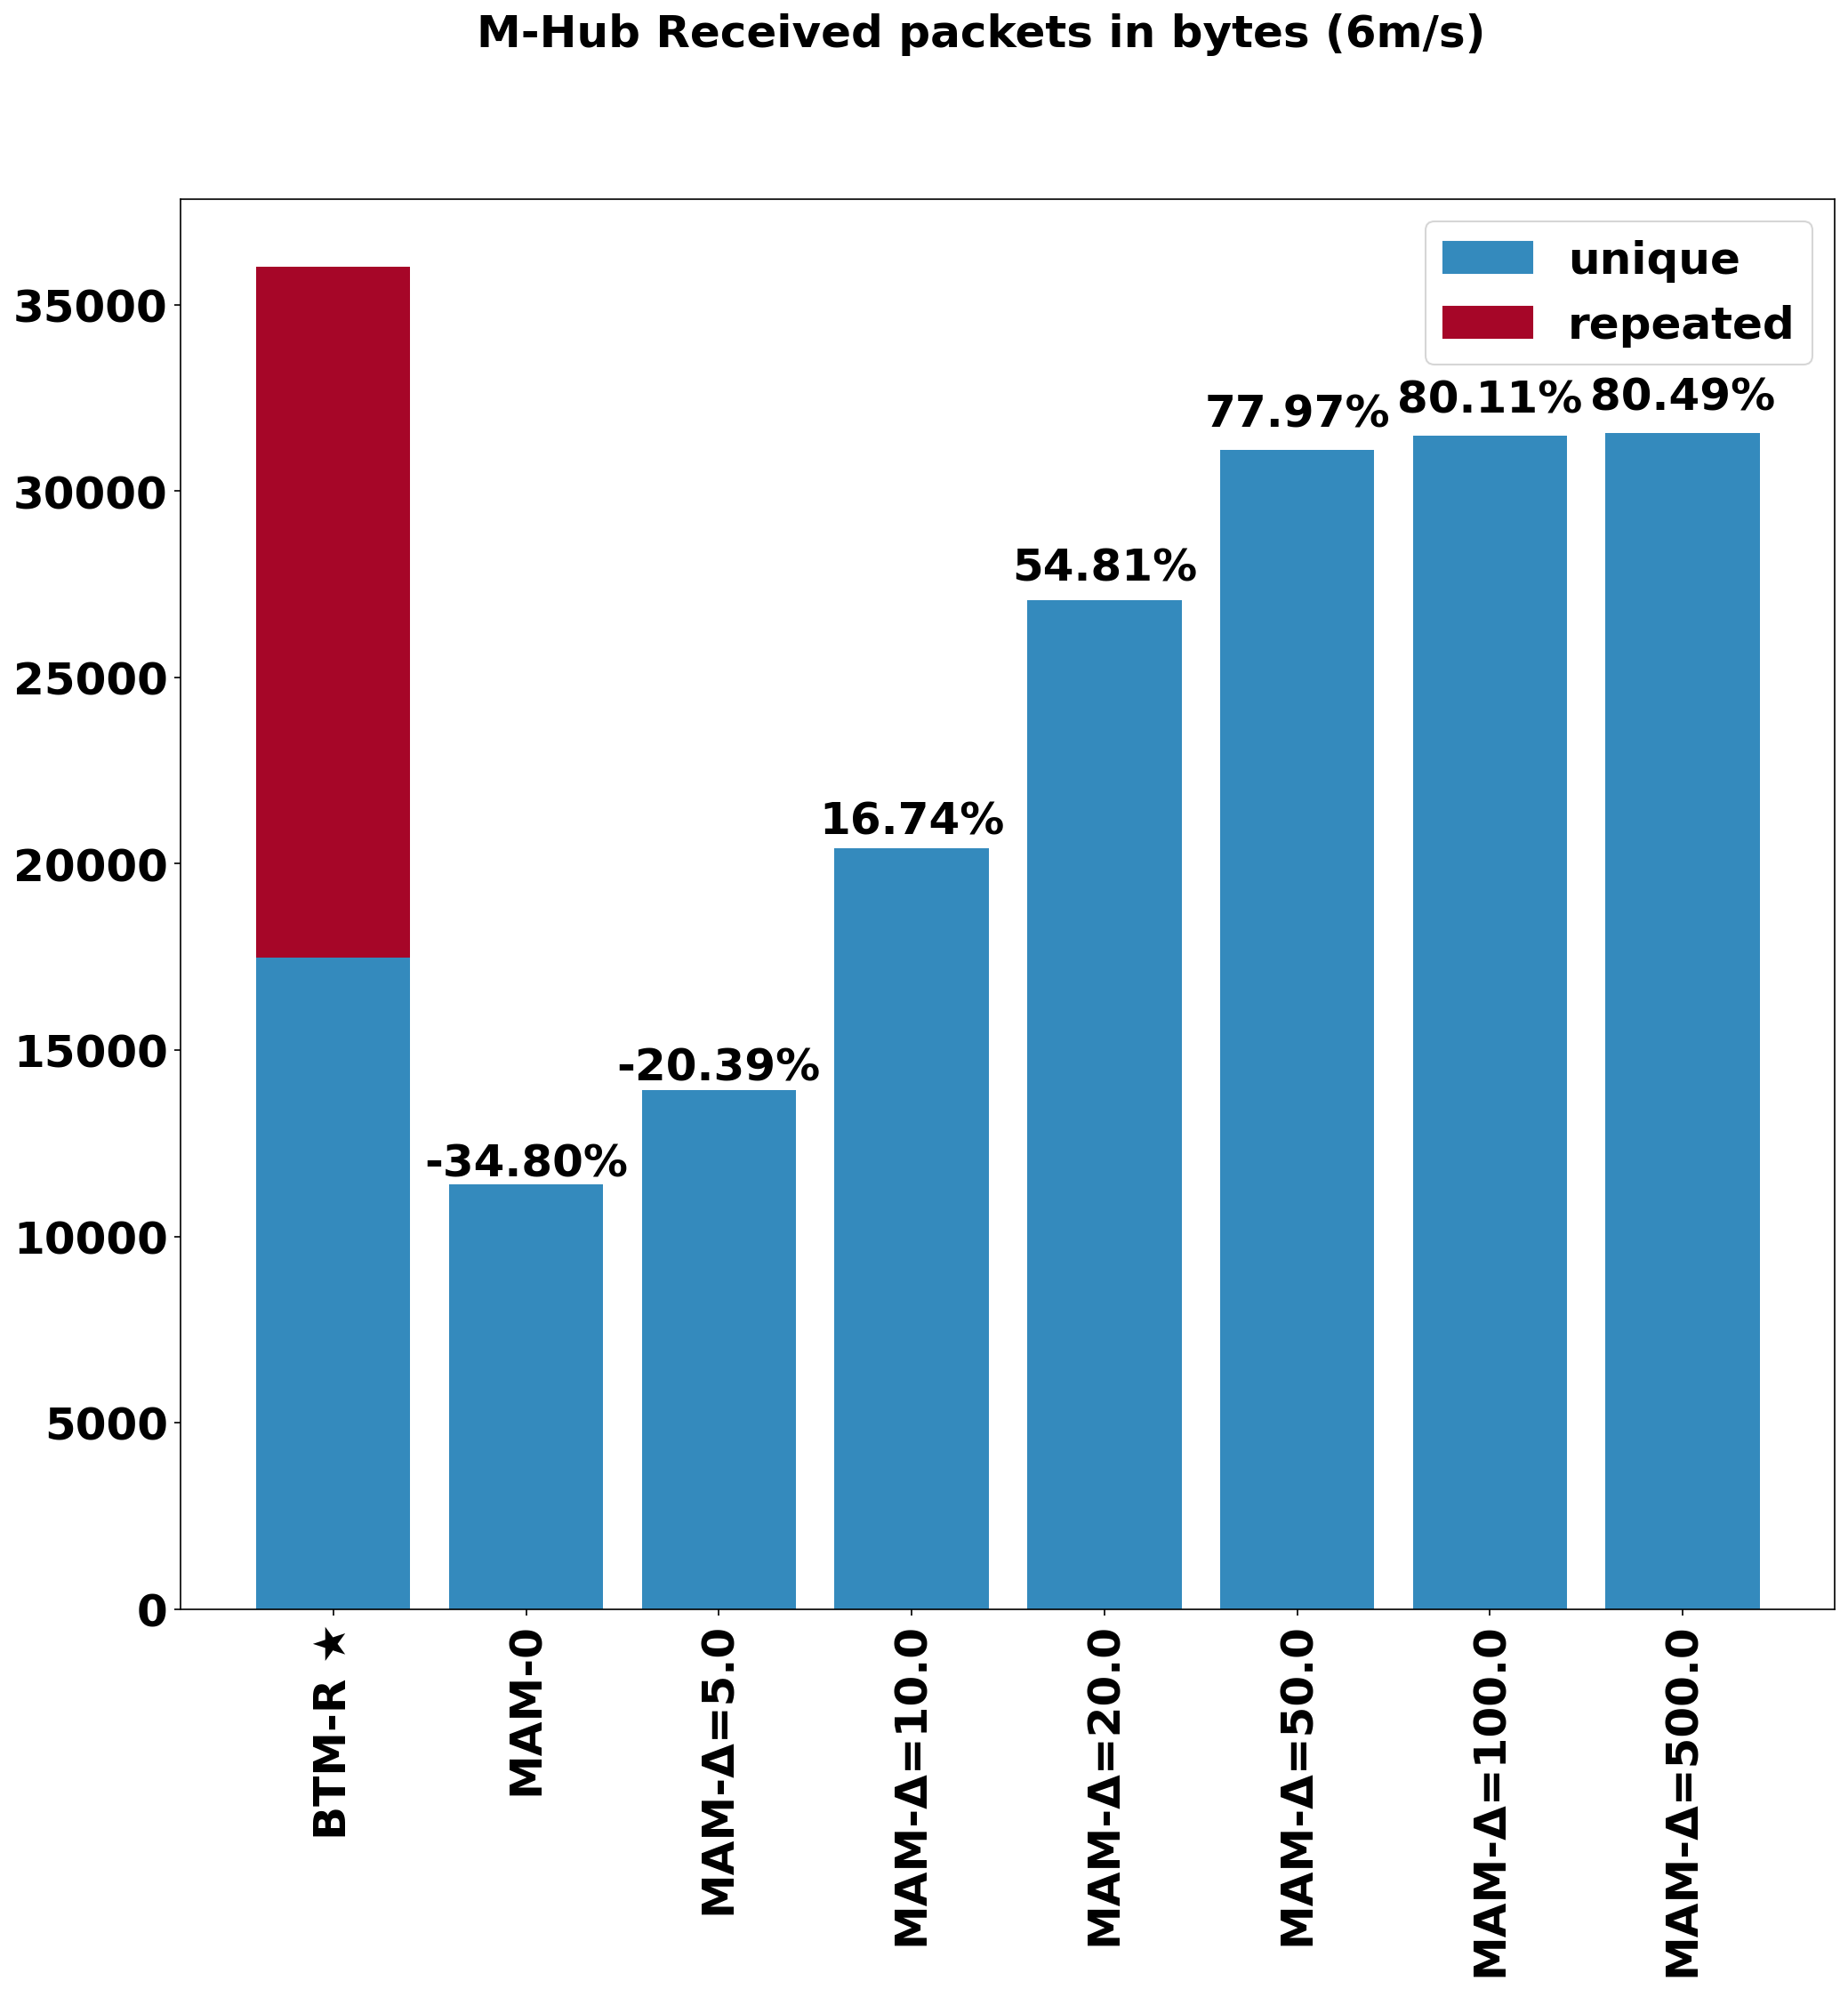 M-Hub Received packets in bytes (6m/s)
unique
repeated
35000
30000
25000
20000
15000
10000
5000
0
-34.80%
-20.39%
16.74%
54.81%
77.97%
80.11%
80.49%
BTM-R ★
MAM-0
MAM-Δ=5.0
MAM-Δ=10.0
MAM-Δ=20.0
MAM-Δ=50.0
MAM-Δ=100.0
MAM-Δ=500.0